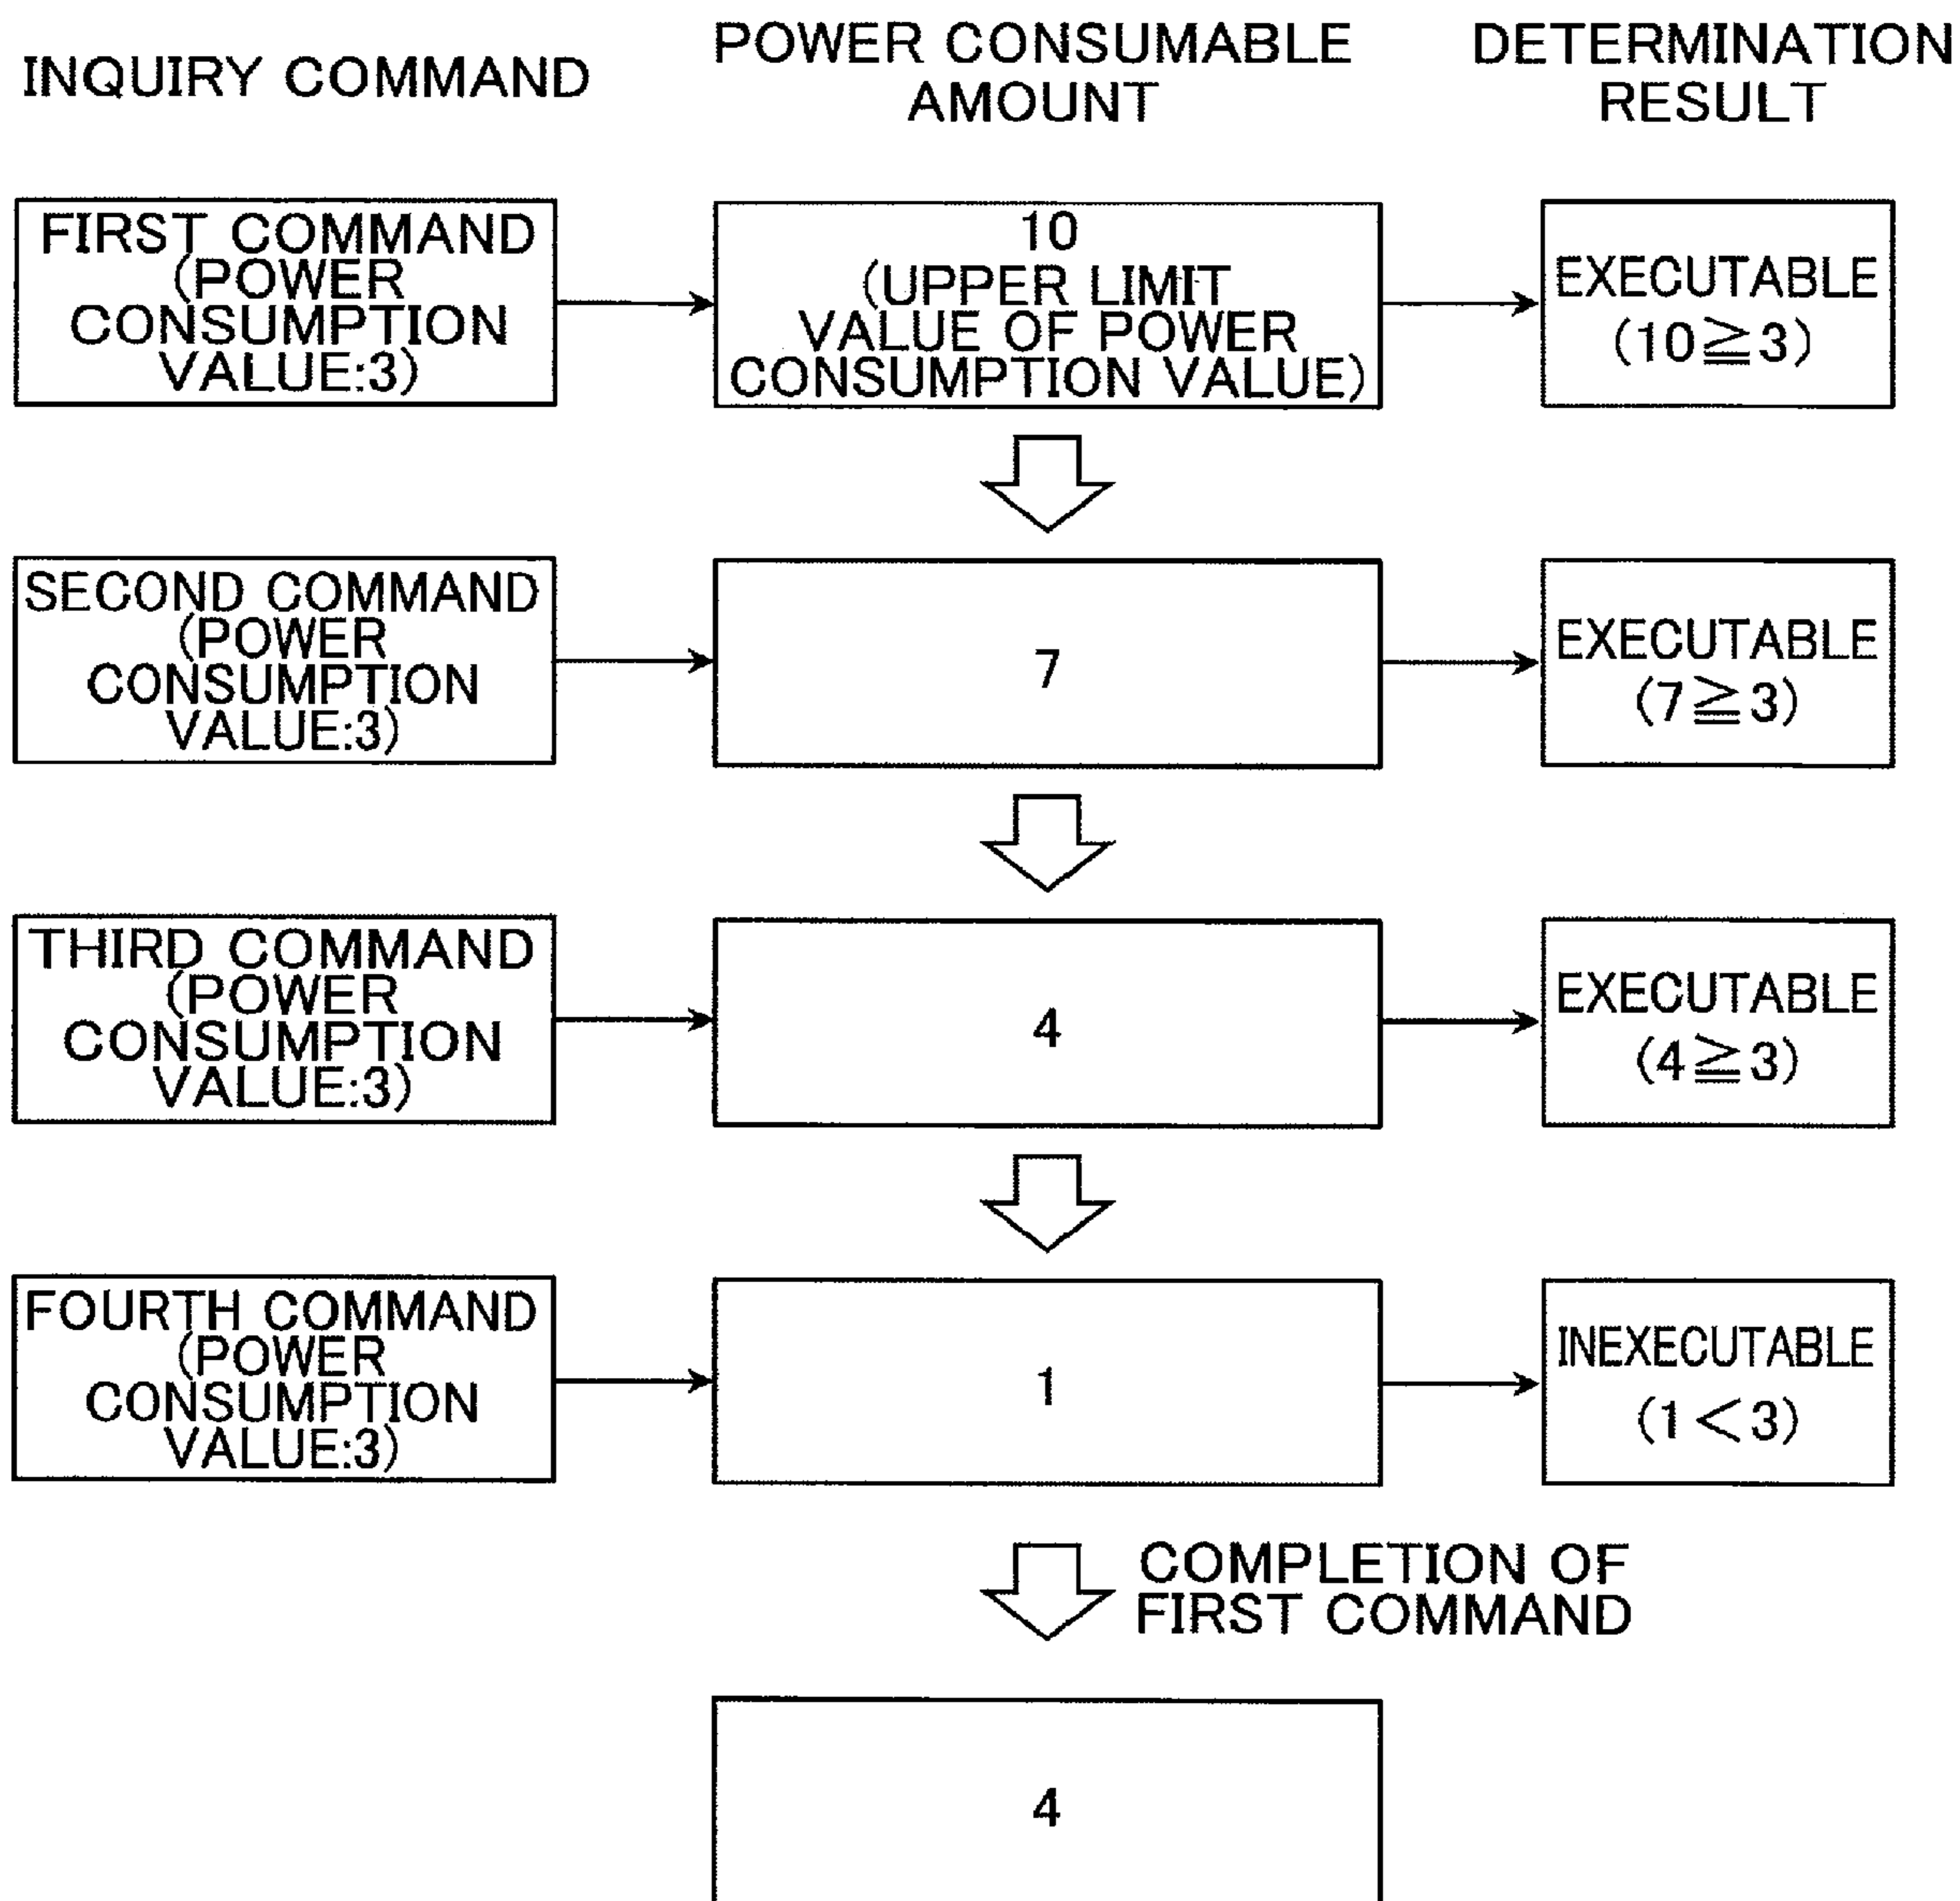 INQUIRY COMMAND
POWER CONSUMABLE
AMOUNT
DETERMINATION
RESULT
FIRST COMMAND
(POWER
CONSUMPTION
VALUE:3)
10
(UPPER LIMIT
VALUE OF POWER
CONSUMPTION VALUE)
EXECUTABLE
(10≧3)
SECOND COMMAND
(POWER
CONSUMPTION
VALUE:3)
7
EXECUTABLE
(7≧3)
THIRD COMMAND
(POWER
CONSUMPTION
VALUE:3)
4
EXECUTABLE
(4≧3)
FOURTH COMMAND
(POWER
CONSUMPTION
VALUE:3)
1
INEXECUTABLE
(1<3)
COMPLETION OF
FIRST COMMAND
4